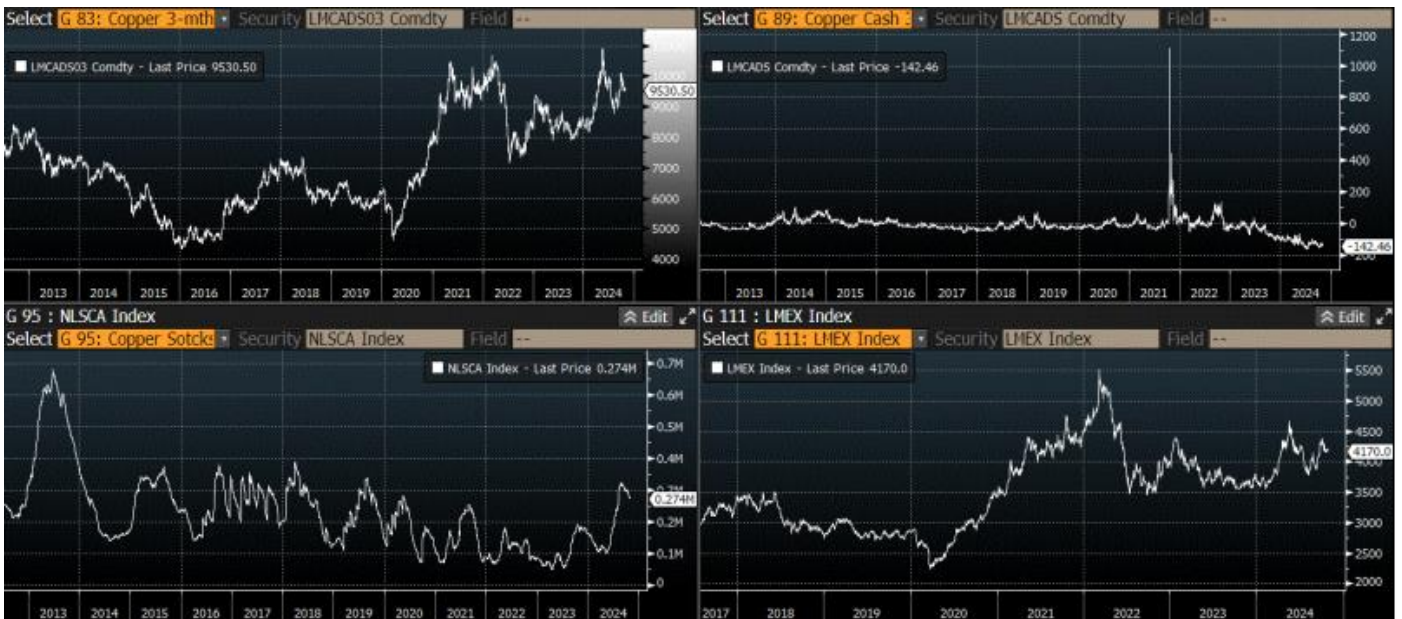 Select G 83: Copper 3-mth Security LMCADS03 Comdty Field --
LMCADS03 Comdty - Last Price 9530.50
10000
9530.50
9000
8000
7000
6000
5000
4000
2013 2014 2015 2016 2017 2018 2019 2020 2021 2022 2023 2024
Select G 89: Copper Cash Security LMCADS Comdty Field --
LMCADS Comdty - Last Price -142.46
1200
1000
800
600
400
200
0
-142.46
-200
2013 2014 2015 2016 2017 2018 2019 2020 2021 2022 2023 2024
G 95 : NLSCA Index Edit
Select G 95: Copper Sotcks Security NLSCA Index Field --
NLSCA Index - Last Price 0.274M
0.7M
0.6M
0.5M
0.4M
0.3M
0.274M
0.2M
0.1M
0
2013 2014 2015 2016 2017 2018 2019 2020 2021 2022 2023 2024
G 111 : LMEX Index Edit
Select G 111: LMEX Index Security LMEX Index Field --
LMEX Index - Last Price 4170.0
5500
5000
4500
4170.0
4000
3500
3000
2500
2000
2017 2018 2019 2020 2021 2022 2023 2024